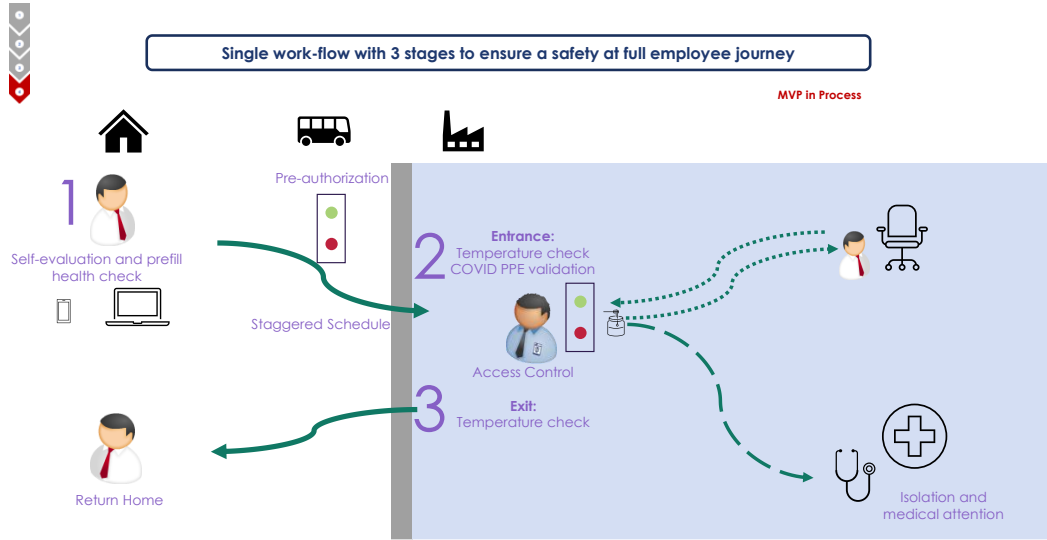 Single work-flow with 3 stages to ensure a safety at full employee journey
MVP in Process
1
Self-evaluation and prefill
health check
Pre-authorization
Staggered Schedule
2
Entrance:
Temperature check
COVID PPE validation
Access Control
3
Exit:
Temperature check
Return Home
Isolation and
medical attention